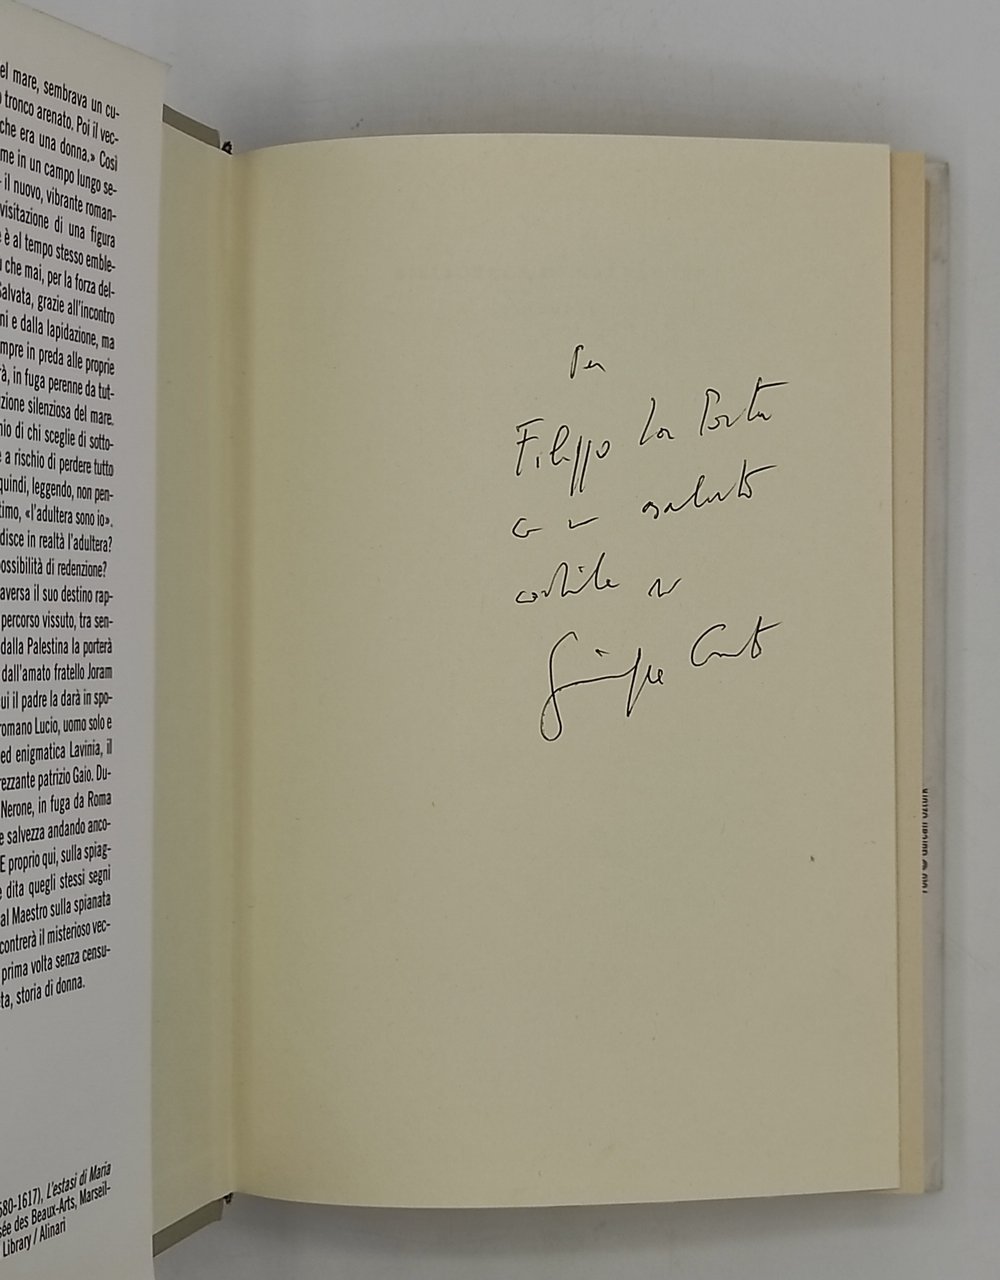 el mare, sembrava un cu-
tronco arenato. Poi il vec-
che era una donna.» Così
me in un campo lungo se-
il nuovo, vibrante roman-
visitazione di una figura
è al tempo stesso emble-
che mai, per la forza del-
Salvata, grazie all'incontro
ni e dalla lapidazione, ma
mpre in preda alle proprie
rà, in fuga perenne da tut-
zione silenziosa del mare.
nio di chi sceglie di sotto-
e a rischio di perdere tutto
quindi, leggendo, non pen-
timo, «l'adultera sono io».
disce in realtà l'adultera?
ossibilità di redenzione?
aversa il suo destino rap-
percorso vissuto, tra sen-
dalla Palestina la porterà
dall'amato fratello Joram
ui il padre la darà in spo-
romano Lucio, uomo solo e
ed enigmatica Lavinia, il
rezzante patrizio Gaio. Du-
Nerone, in fuga da Roma
e salvezza andando anco-
E proprio qui, sulla spiag-
e dita quegli stessi segni
al Maestro sulla spianata
contrerà il misterioso vec-
prima volta senza censu-
ta, storia di donna.
580-1617), L'estasi di Maria
sée des Beaux-Arts, Marseil-
Library / Alinari
Per
Filippo La Porta
saluto
Giuseppe Conte